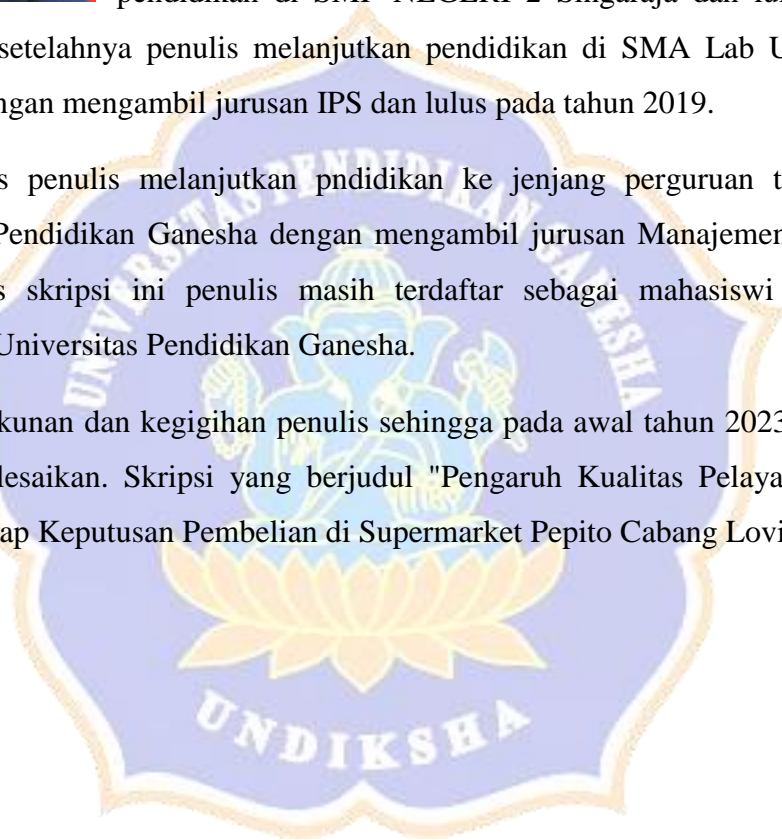 pendidikan di SMP NEGERI 2 Singaraja dan
setelahnya penulis melanjutkan pendidikan di SMA Lab
ngan mengambil jurusan IPS dan lulus pada tahun 2019.
s penulis melanjutkan pndidikan ke jenjang perguruan t
Pendidikan Ganesha dengan mengambil jurusan Manajemen
s skripsi ini penulis masih terdaftar sebagai mahasiswi
Universitas Pendidikan Ganesha.
kunan dan kegigihan penulis sehingga pada awal tahun 2023
lesaikan. Skripsi yang berjudul "Pengaruh Kualitas Pelaya
ap Keputusan Pembelian di Supermarket Pepito Cabang Lovi
UNIVERSITAS PENDIDIKAN GANESHA
UNDIKSHA